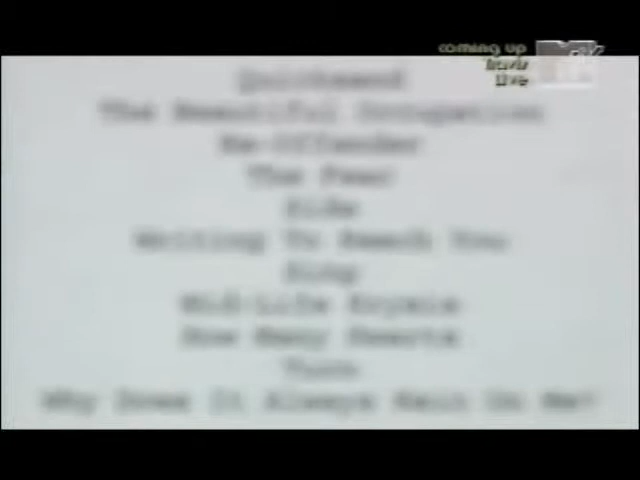 coming up
Travis
Live
Quicksand
The Beautiful Occupation
Re-Offender
The Fear
Side
Writing To Reach You
Sing
Mid-Life Krysis
How Many Hearts
Turn
Why Does It Always Rain On Me?